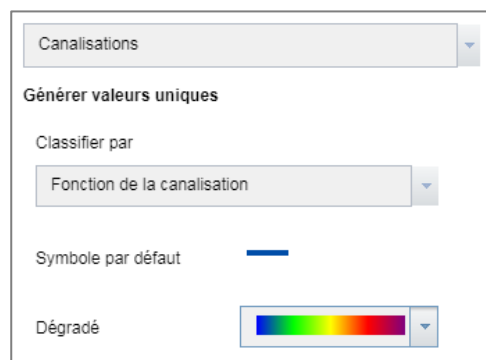 Canalisations
Générer valeurs uniques
Classifier par
Fonction de la canalisation
Symbole par défaut
Dégradé